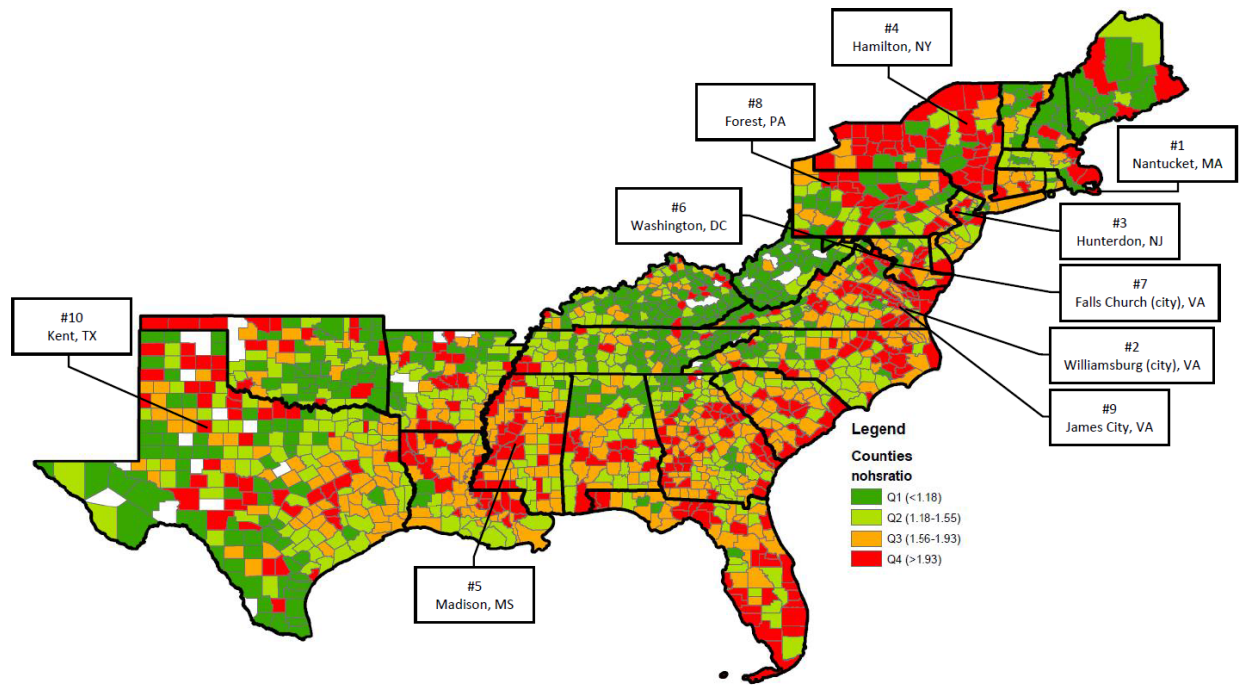 #4
Hamilton, NY
#8
Forest, PA
#1
Nantucket, MA
#6
Washington, DC
#3
Hunterdon, NJ
#7
Falls Church (city), VA
#10
Kent, TX
#2
Williamsburg (city), VA
#9
James City, VA
#5
Madison, MS
Legend
Counties
nohsratio
Q1 (<1.18)
Q2 (1.18-1.55)
Q3 (1.56-1.93)
Q4 (>1.93)